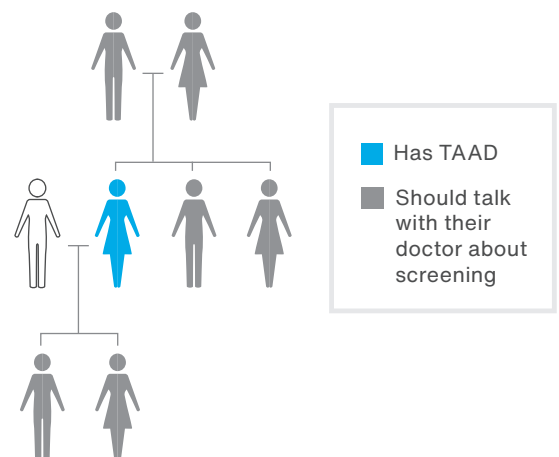 Has TAAD
Should talk
with their
doctor about
screening